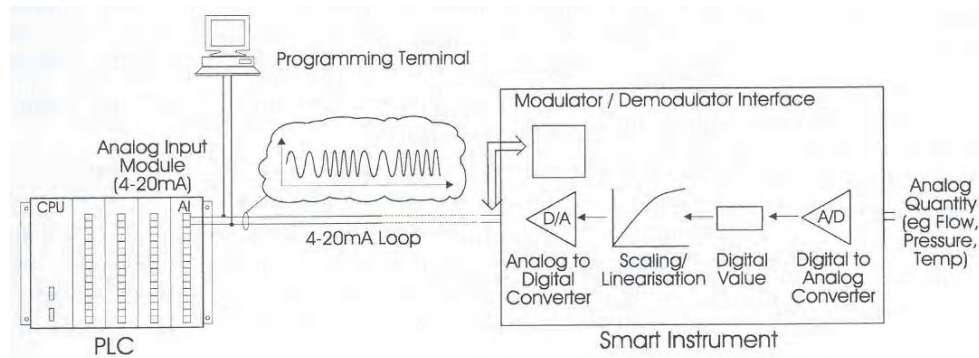 Programming Terminal
Analog Input
Module
(4-20mA)
CPU
AI
PLC
4-20mA Loop
Modulator / Demodulator Interface
D/A
A/D
Analog to
Digital
Converter
Scaling/
Linearisation
Digital
Value
Digital to
Analog
Converter
Analog
Quantity
(eg Flow,
Pressure,
Temp)
Smart Instrument